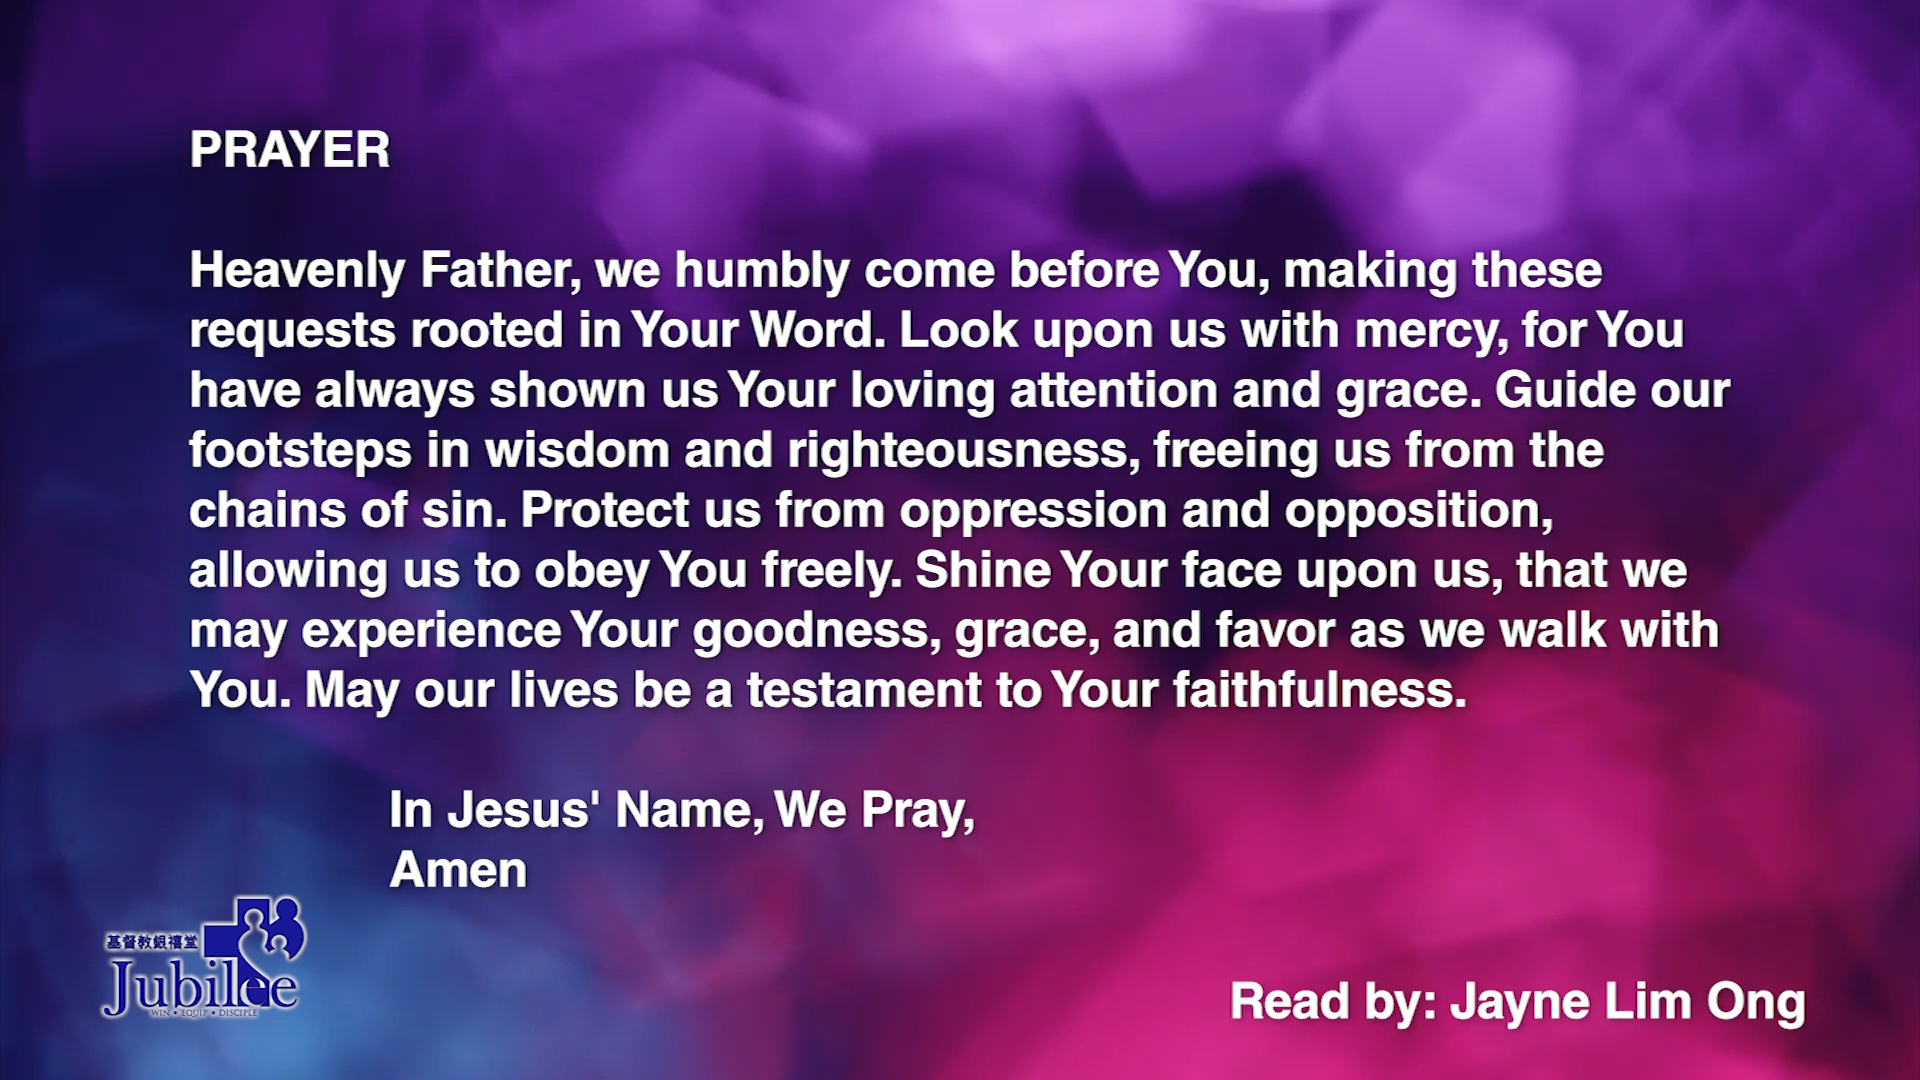 PRAYER
Heavenly Father, we humbly come before You, making these
requests rooted in Your Word. Look upon us with mercy, for You
have always shown us Your loving attention and grace. Guide our
footsteps in wisdom and righteousness, freeing us from the
chains of sin. Protect us from oppression and opposition,
allowing us to obey You freely. Shine Your face upon us, that we
may experience Your goodness, grace, and favor as we walk with
You. May our lives be a testament to Your faithfulness.
In Jesus' Name, We Pray,
Amen
基督教銀禧堂
Jubilee
WIN • EQUIP • DISCIPLE
Read by: Jayne Lim Ong